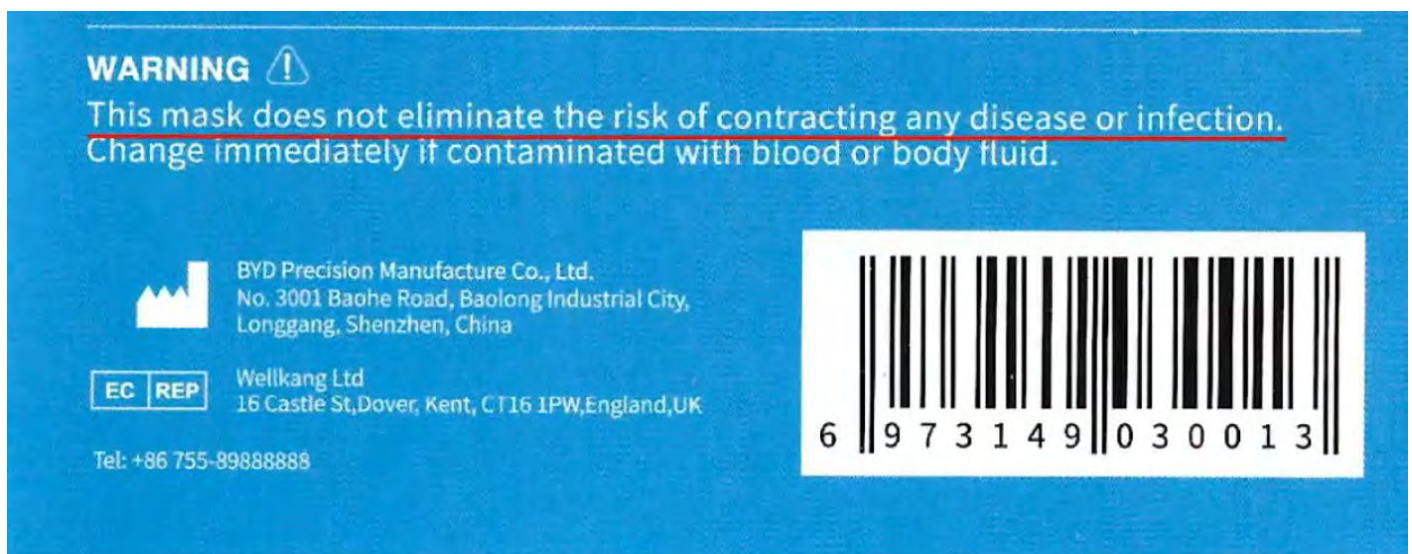 WARNING
This mask does not eliminate the risk of contracting any disease or infection.
Change immediately if contaminated with blood or body fluid.
BYD Precision Manufacture Co., Ltd.
No. 3001 Baohe Road, Baolong Industrial City,
Longgang, Shenzhen, China
EC REP
Wellkang Ltd
16 Castle St,Dover, Kent, CT16 1PW,England,UK
Tel: +86 755-89888888
6 973149 030013